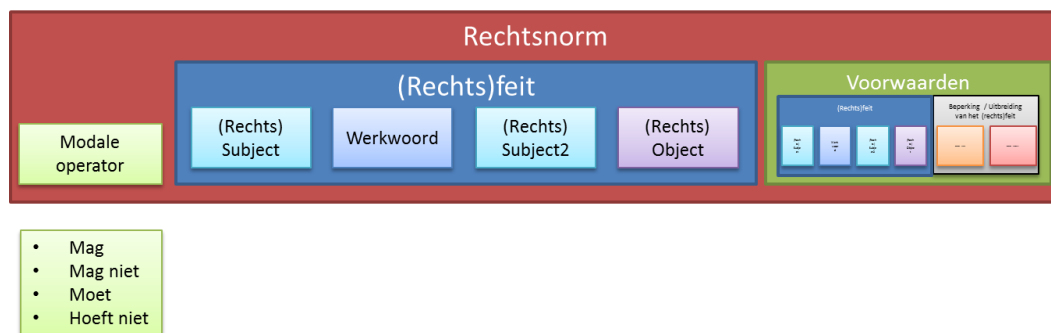 Rechtsnorm
(Rechts)feit
Voorwaarden
Modale
operator
(Rechts)
Subject
Werkwoord
(Rechts)
Subject2
(Rechts)
Object
(Rechts)feit
Beperking / Uitbreiding
van het (rechts)feit
• Mag
• Mag niet
• Moet
• Hoeft niet